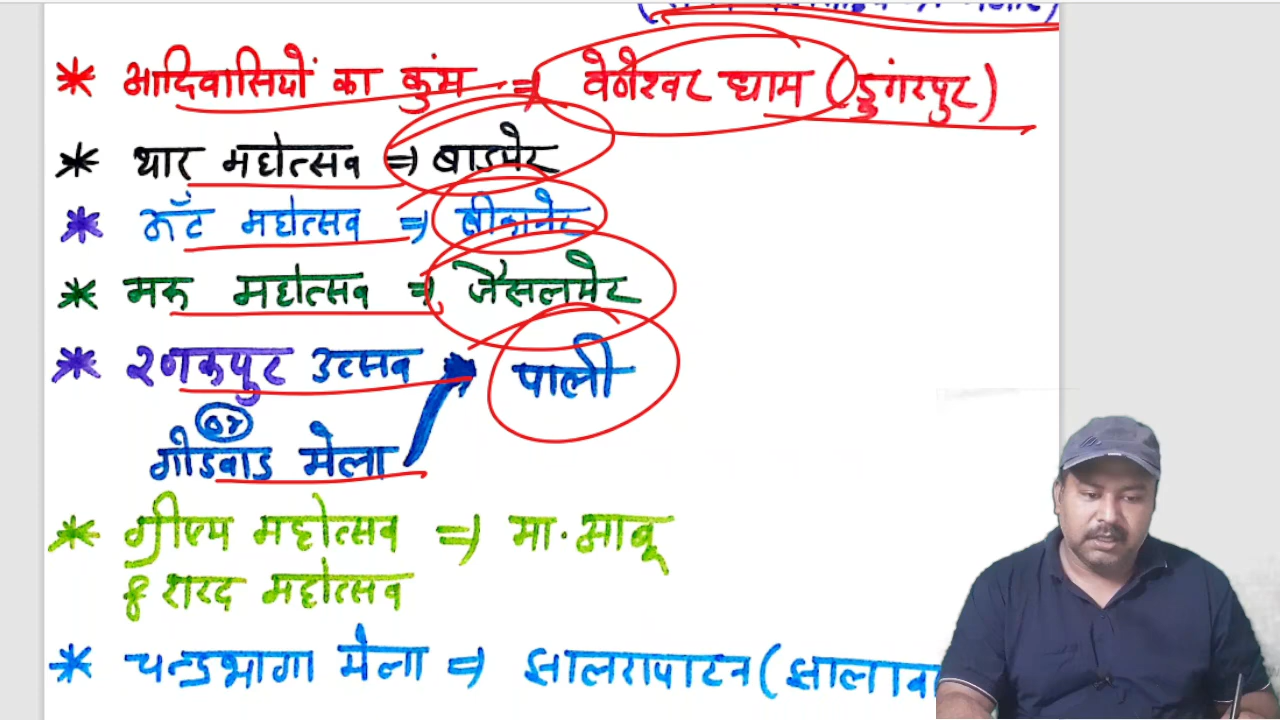 * आदिवासियों का कुंभ ⇒ वेणेश्वर धाम (डुंगरपुर)
* थार महोत्सव ⇒ बाडमेर
* ऊँट महोत्सव ⇒ बीकानेर
* मरु महोत्सव ⇒ जैसलमेर
* रणकपुर उत्सव → पाली
or
गोडवाड मेला
* ग्रीष्म महोत्सव ⇒ मा. आबू
& शरद महोत्सव
* चन्द्रभागा मेला ⇒ झालरापाटन (झालावा